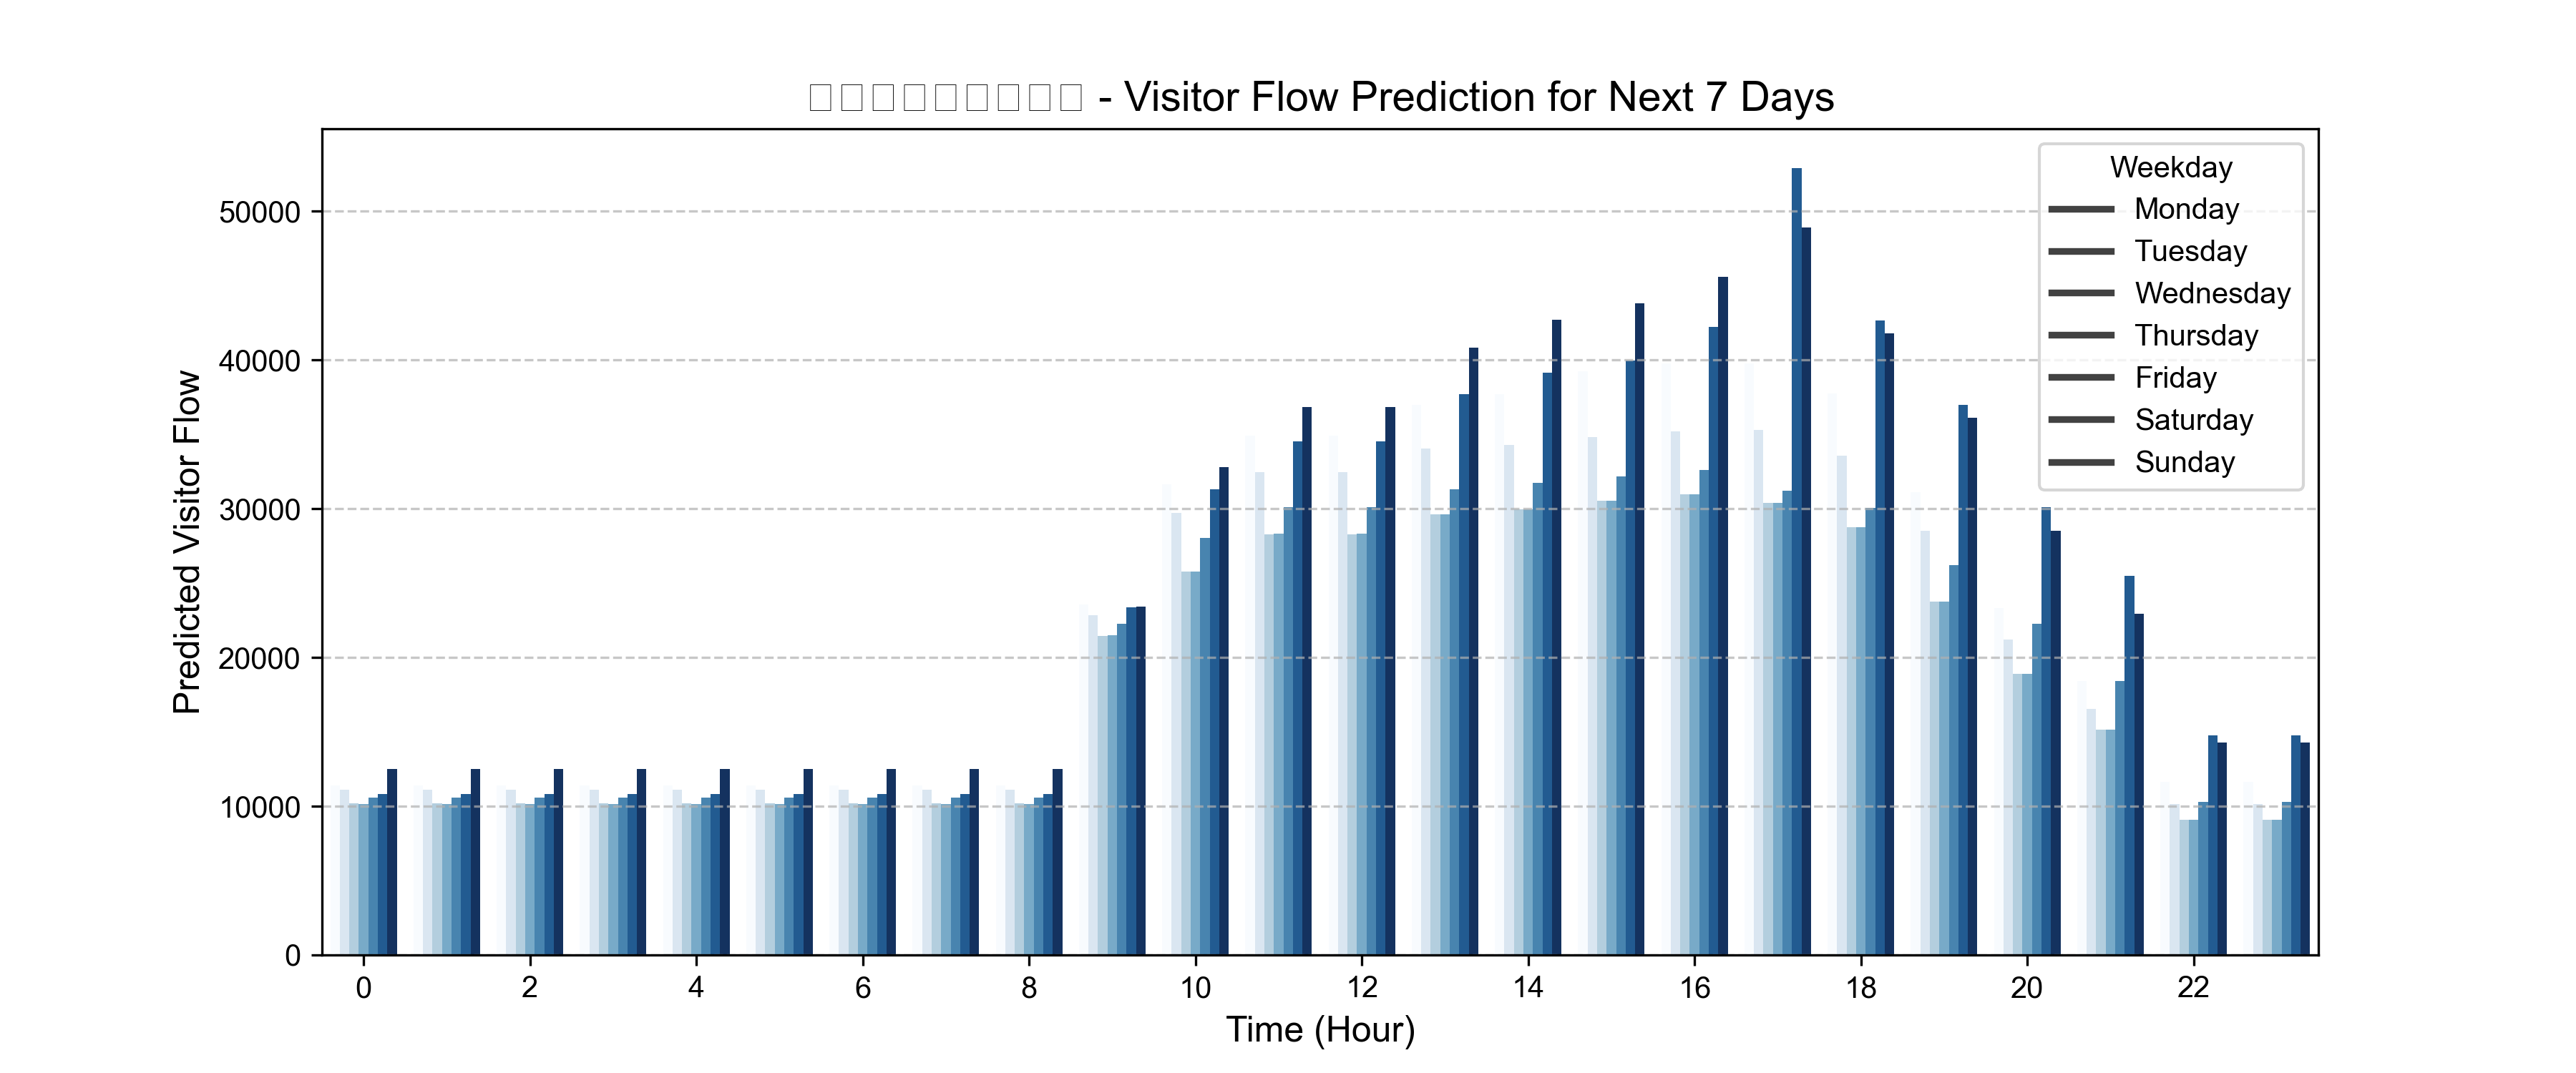 - Visitor Flow Prediction for Next 7 Days
Predicted Visitor Flow
50000
40000
30000
20000
10000
0
0 2 4 6 8 10 12 14 16 18 20 22
Time (Hour)
Weekday
Monday
Tuesday
Wednesday
Thursday
Friday
Saturday
Sunday